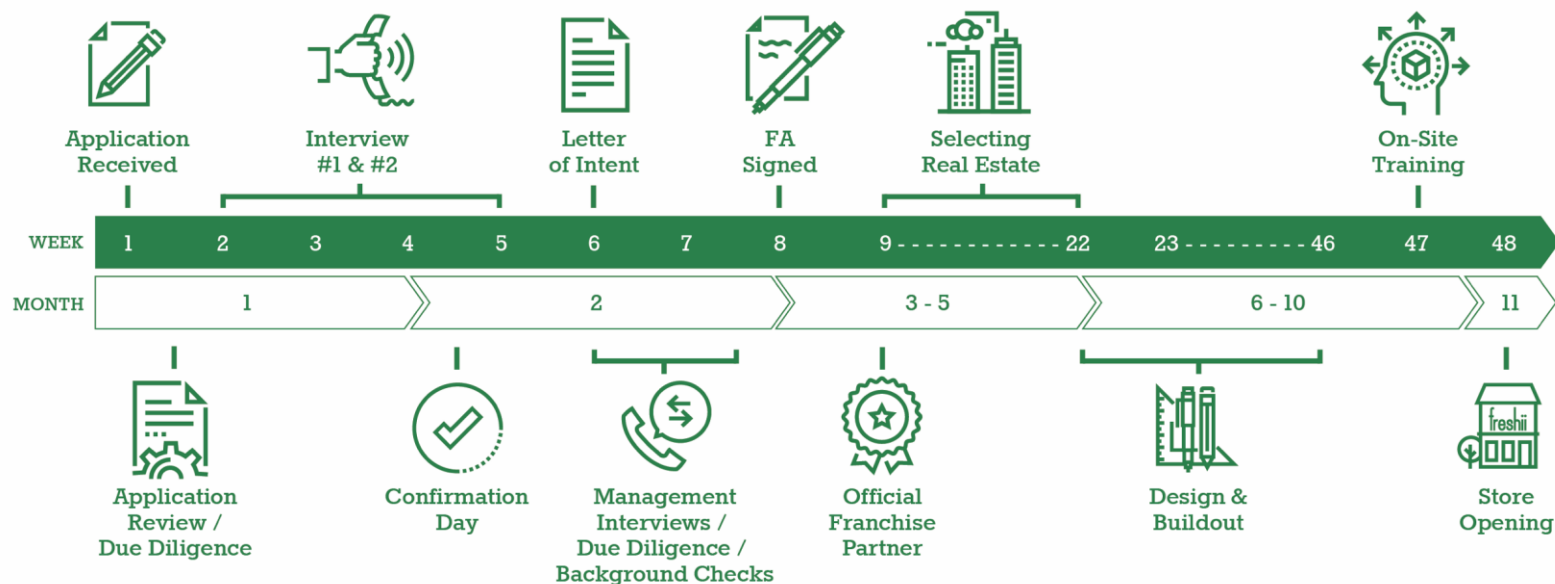 Application
Received
Interview
#1 & #2
Letter
of Intent
FA
Signed
Selecting
Real Estate
On-Site
Training
WEEK 1 2 3 4 5 6 7 8 9 - - - - - - - - - - - - 22 23 - - - - - - - - - 46 47 48
MONTH 1 2 3 - 5 6 - 10 11
Application
Review /
Due Diligence
Confirmation
Day
Management
Interviews /
Due Diligence /
Background Checks
Official
Franchise
Partner
Design &
Buildout
freshii
Store
Opening